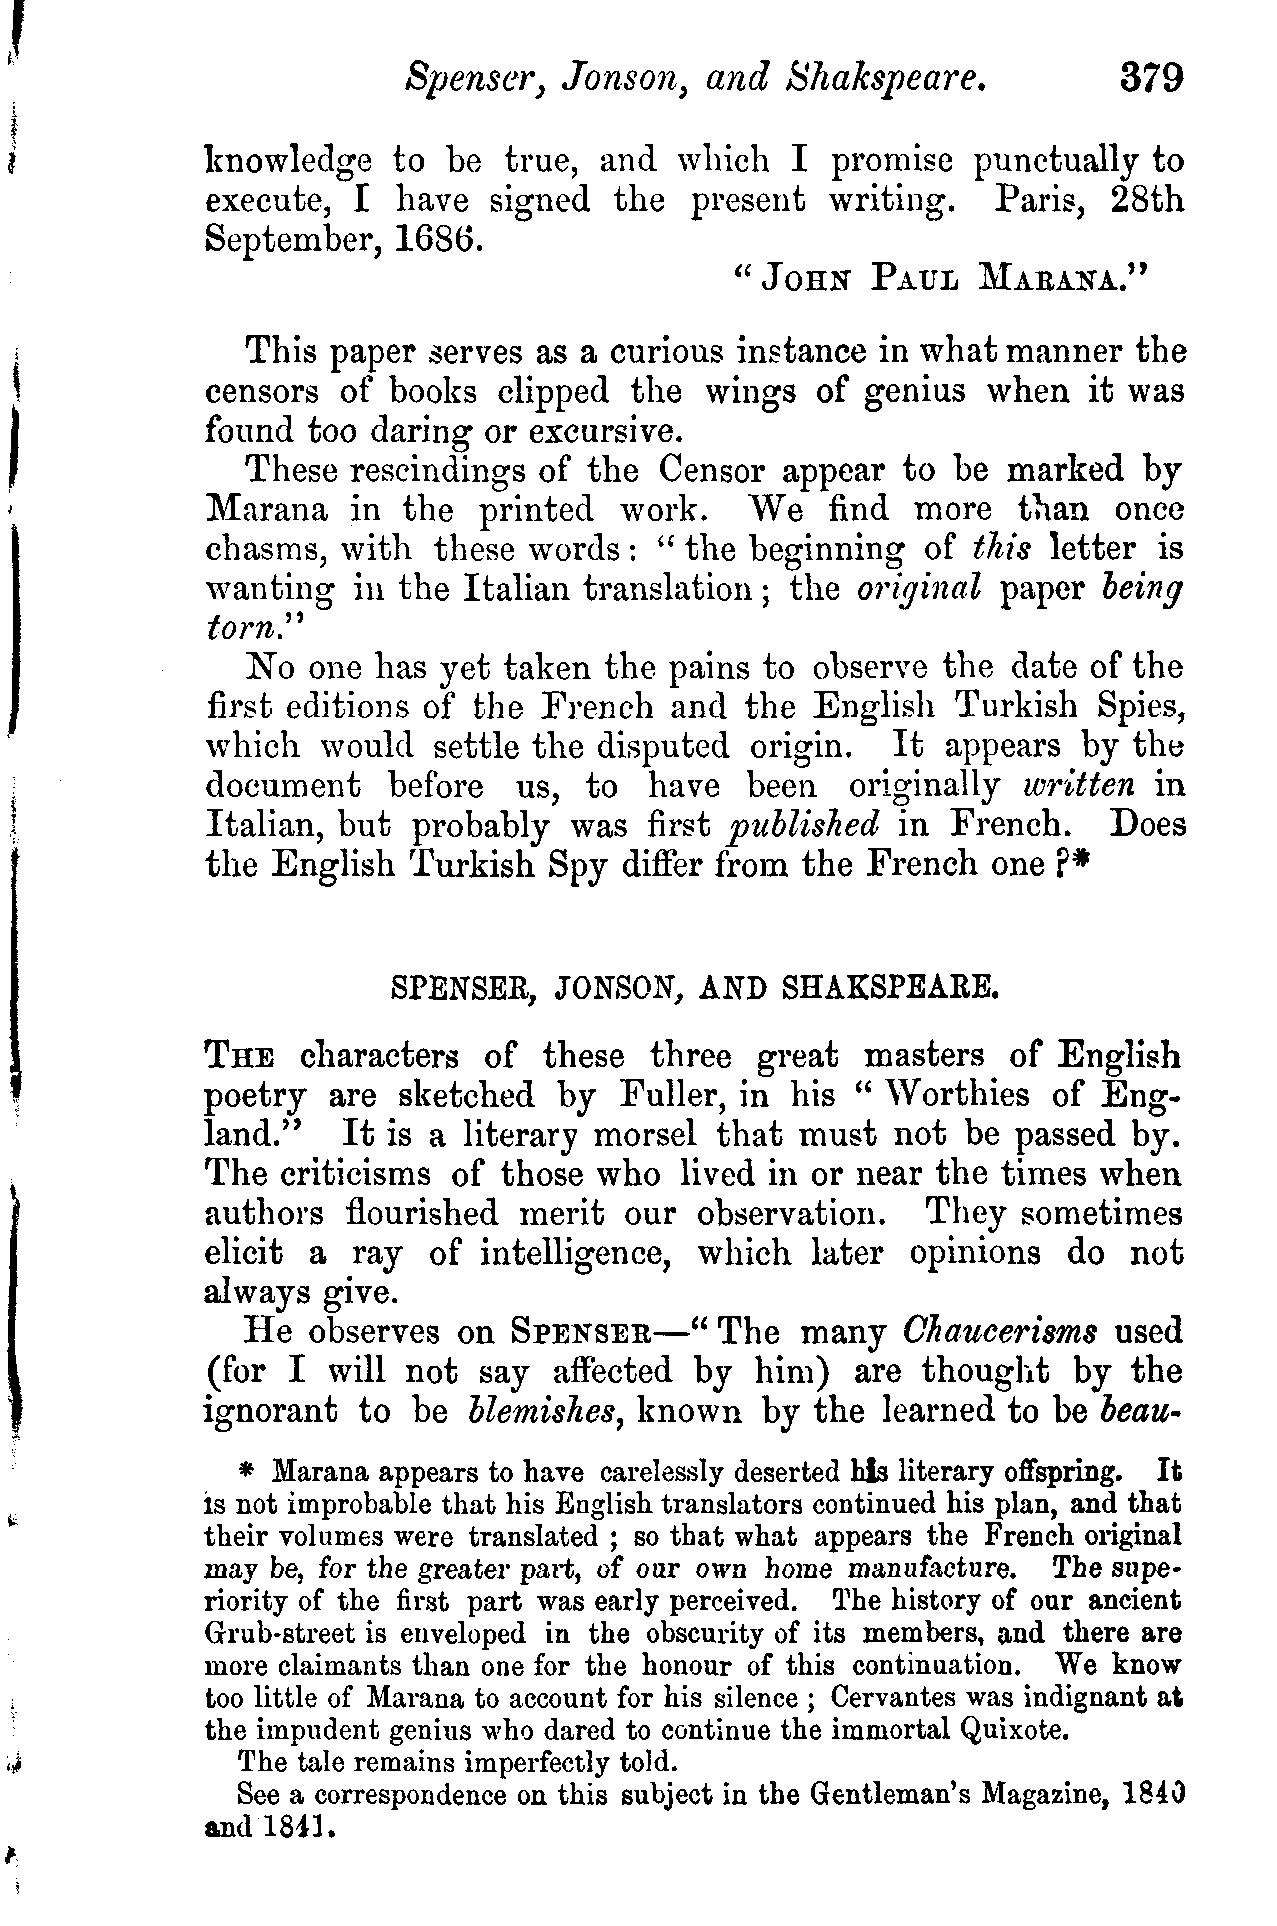 Spenser, Jonson, and Shakspeare. 379
knowledge to be true, and which I promise punctually to
execute, I have signed the present writing. Paris, 28th
September, 1686.
“ JOHN PAUL MARANA.”
This paper serves as a curious instance in what manner the
censors of books clipped the wings of genius when it was
found too daring or excursive.
These rescindings of the Censor appear to be marked by
Marana in the printed work. We find more than once
chasms, with these words : “ the beginning of this letter is
wanting in the Italian translation ; the original paper being
torn.”
No one has yet taken the pains to observe the date of the
first editions of the French and the English Turkish Spies,
which would settle the disputed origin. It appears by the
document before us, to have been originally written in
Italian, but probably was first published in French. Does
the English Turkish Spy differ from the French one ?*
SPENSER, JONSON, AND SHAKSPEARE.
THE characters of these three great masters of English
poetry are sketched by Fuller, in his “ Worthies of Eng-
land.” It is a literary morsel that must not be passed by.
The criticisms of those who lived in or near the times when
authors flourished merit our observation. They sometimes
elicit a ray of intelligence, which later opinions do not
always give.
He observes on SPENSER—“ The many Chaucerisms used
(for I will not say affected by him) are thought by the
ignorant to be blemishes, known by the learned to be beau-
* Marana appears to have carelessly deserted his literary offspring. It
is not improbable that his English translators continued his plan, and that
their volumes were translated ; so that what appears the French original
may be, for the greater part, of our own home manufacture. The supe-
riority of the first part was early perceived. The history of our ancient
Grub-street is enveloped in the obscurity of its members, and there are
more claimants than one for the honour of this continuation. We know
too little of Marana to account for his silence ; Cervantes was indignant at
the impudent genius who dared to continue the immortal Quixote.
The tale remains imperfectly told.
See a correspondence on this subject in the Gentleman's Magazine, 1840
and 1841.